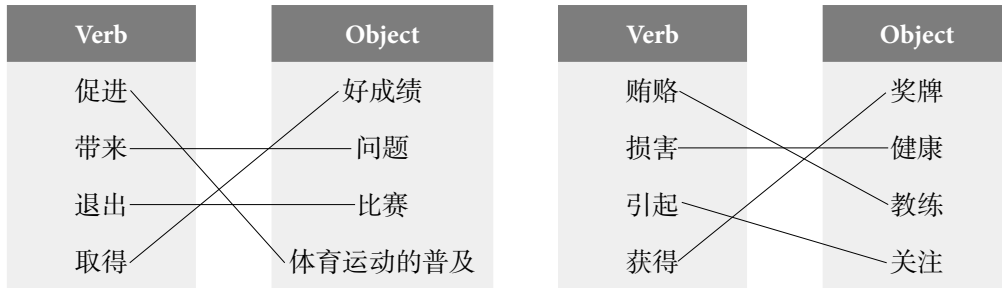 Verb Object
促进 好成绩
带来 问题
退出 比赛
取得 体育运动的普及
Verb Object
贿赂 奖牌
损害 健康
引起 教练
获得 关注